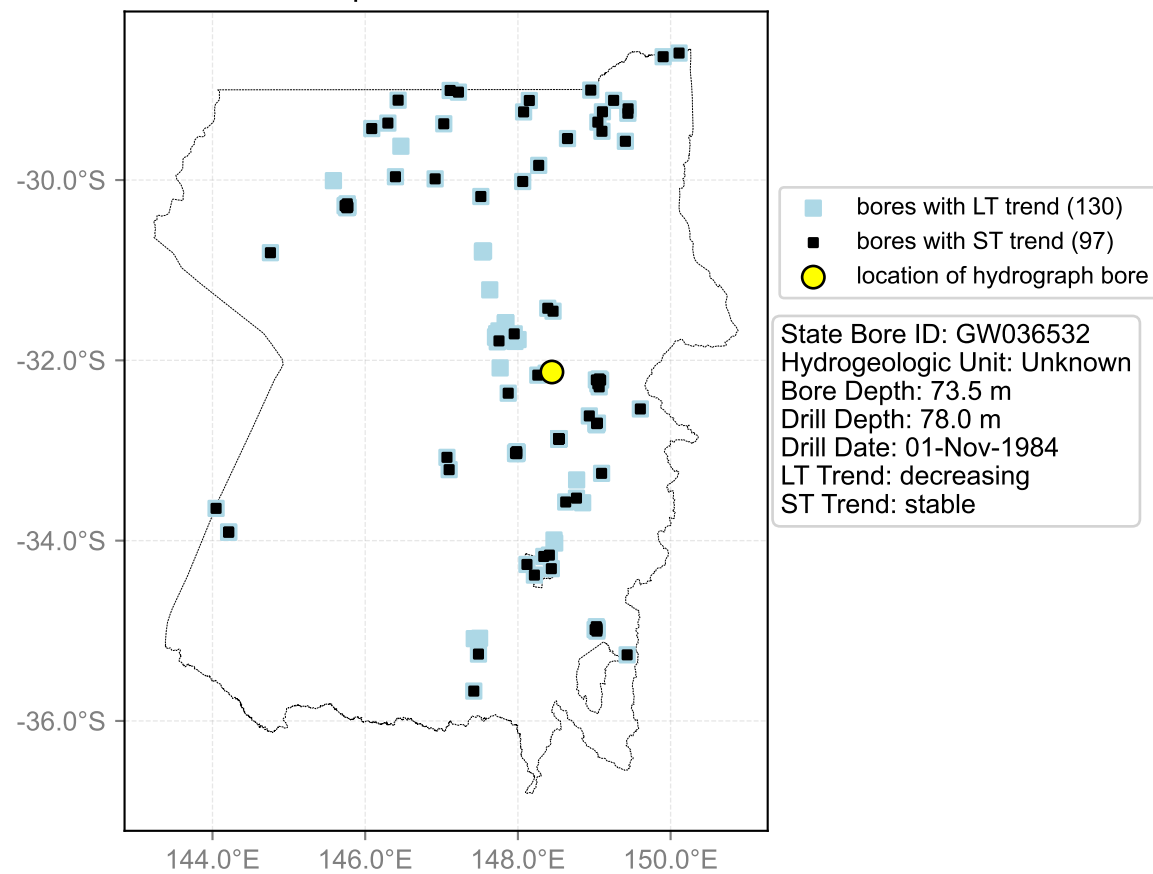 -30.0°S
-32.0°S
-34.0°S
-36.0°S
144.0°E 146.0°E 148.0°E 150.0°E
bores with LT trend (130)
bores with ST trend (97)
location of hydrograph bore
State Bore ID: GW036532
Hydrogeologic Unit: Unknown
Bore Depth: 73.5 m
Drill Depth: 78.0 m
Drill Date: 01-Nov-1984
LT Trend: decreasing
ST Trend: stable